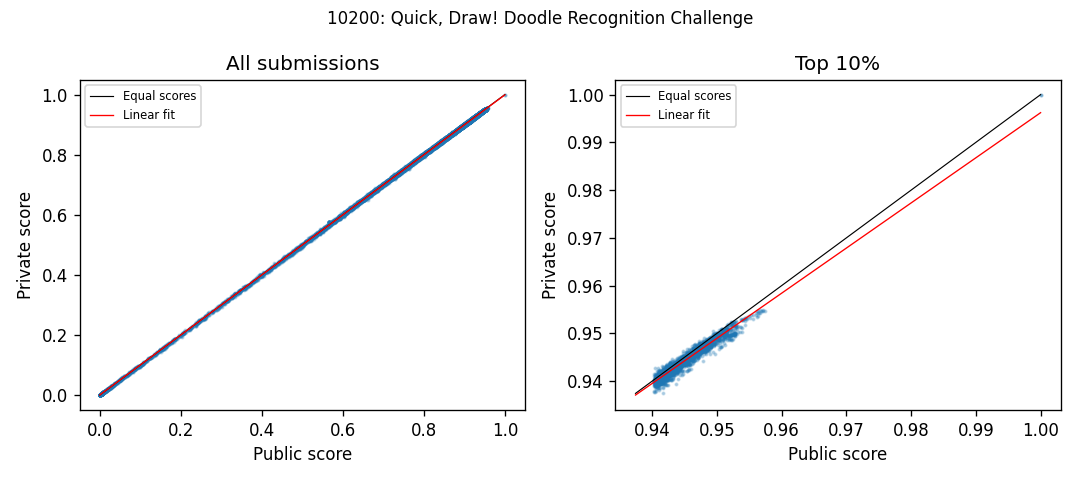 10200: Quick, Draw! Doodle Recognition Challenge
All submissions
Equal scores
Linear fit
1.0
0.8
0.6
0.4
0.2
0.0
Private score
0.0 0.2 0.4 0.6 0.8 1.0
Public score
Top 10%
Equal scores
Linear fit
1.00
0.99
0.98
0.97
0.96
0.95
0.94
Private score
0.94 0.95 0.96 0.97 0.98 0.99 1.00
Public score